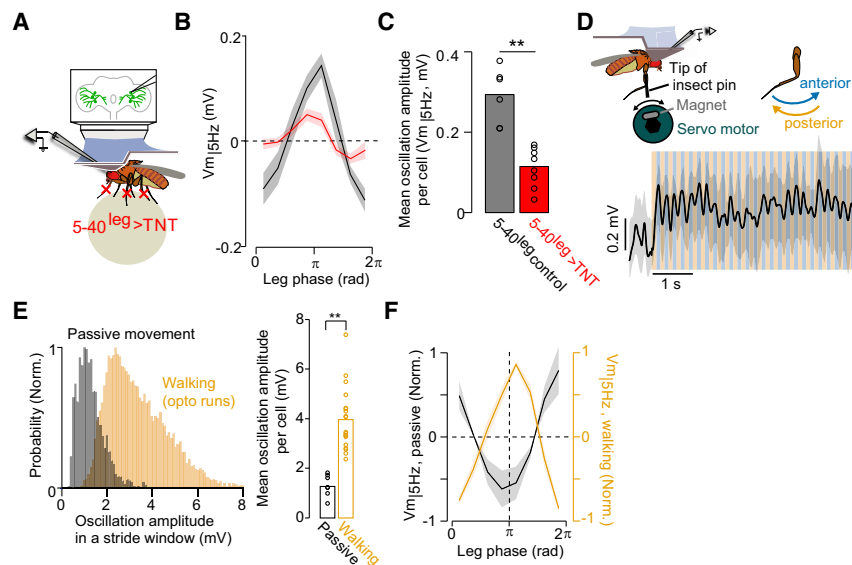 A
5-40leg>TNT
B
Vm|5Hz (mV)
0.2
0
-0.2
0
π
2π
Leg phase (rad)
C
Mean oscillation amplitude
per cell (Vm |5Hz, mV)
0.4
0.2
0
**
5-40leg control
5-40leg>TNT
D
Tip of
insect pin
Magnet
Servo motor
anterior
posterior
0.2 mV
1 s
E
Passive movement
Walking
(opto runs)
Probability (Norm.)
1
0
0
2
4
6
8
Oscillation amplitude
in a stride window (mV)
Mean oscillation amplitude
per cell (mV)
8
6
4
2
0
**
Passive
Walking
F
Vm|5Hz, passive (Norm.)
1
0
-1
Vm|5Hz, walking (Norm.)
1
0
-1
0
π
2π
Leg phase (rad)